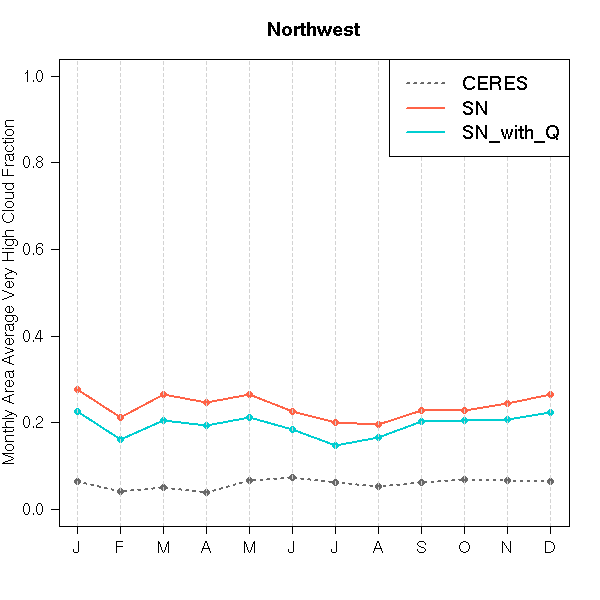 Northwest
CERES
SN
SN_with_Q
Monthly Area Average Very High Cloud Fraction
1.0
0.8
0.6
0.4
0.2
0.0
J F M A M J J A S O N D